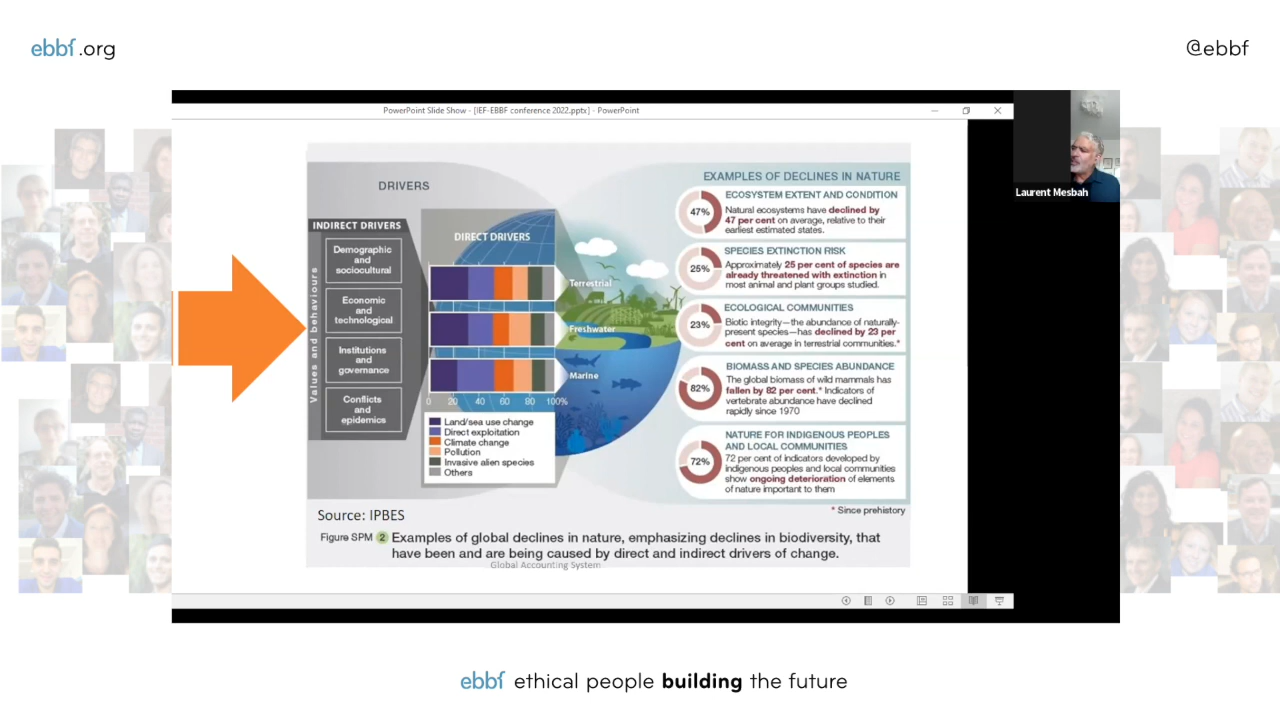 ebbf.org
@ebbf
PowerPoint Slide Show - [IEF-EBBF conference 2022.pptx] - PowerPoint
Laurent Mesbah
DRIVERS
INDIRECT DRIVERS
Values and behaviours
Demographic
and
sociocultural
Economic
and
technological
Institutions
and
governance
Conflicts
and
epidemics
DIRECT DRIVERS
Terrestrial
Freshwater
Marine
0 20 40 60 80 100%
Land/sea use change
Direct exploitation
Climate change
Pollution
Invasive alien species
Others
EXAMPLES OF DECLINES IN NATURE
47%
ECOSYSTEM EXTENT AND CONDITION
Natural ecosystems have declined by
47 per cent on average, relative to their
earliest estimated states.
25%
SPECIES EXTINCTION RISK
Approximately 25 per cent of species are
already threatened with extinction in
most animal and plant groups studied.
23%
ECOLOGICAL COMMUNITIES
Biotic integrity—the abundance of naturally-
present species—has declined by 23 per
cent on average in terrestrial communities.*
82%
BIOMASS AND SPECIES ABUNDANCE
The global biomass of wild mammals has
fallen by 82 per cent.* Indicators of
vertebrate abundance have declined
rapidly since 1970
72%
NATURE FOR INDIGENOUS PEOPLES
AND LOCAL COMMUNITIES
72 per cent of indicators developed by
indigenous peoples and local communities
show ongoing deterioration of elements
of nature important to them
* Since prehistory
Source: IPBES
Figure SPM 2 Examples of global declines in nature, emphasizing declines in biodiversity, that
have been and are being caused by direct and indirect drivers of change.
Global Accounting System
ebbf ethical people building the future